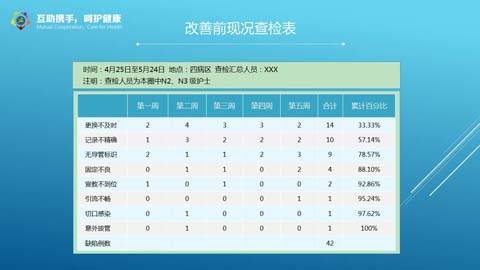 互助携手，呵护健康
Mutual Cooperation, Care for Health
改善前现况查检表
时间：4月25日至5月24日 地点：四病区 查检汇总人员：XXX
注明：查检人员为本圈中N2、N3 级护士
第一周 第二周 第三周 第四周 第五周 合计 累计百分比
更换不及时 2 4 3 3 2 14 33.33%
记录不精确 1 3 2 2 2 10 57.14%
无导管标识 2 1 1 2 3 9 78.57%
固定不良 0 1 1 0 2 4 88.10%
宣教不到位 1 0 1 0 0 2 92.86%
引流不畅 0 0 0 0 1 1 95.24%
切口感染 0 1 0 0 0 1 97.62%
意外拔管 0 1 0 0 0 1 100%
缺陷例数 42